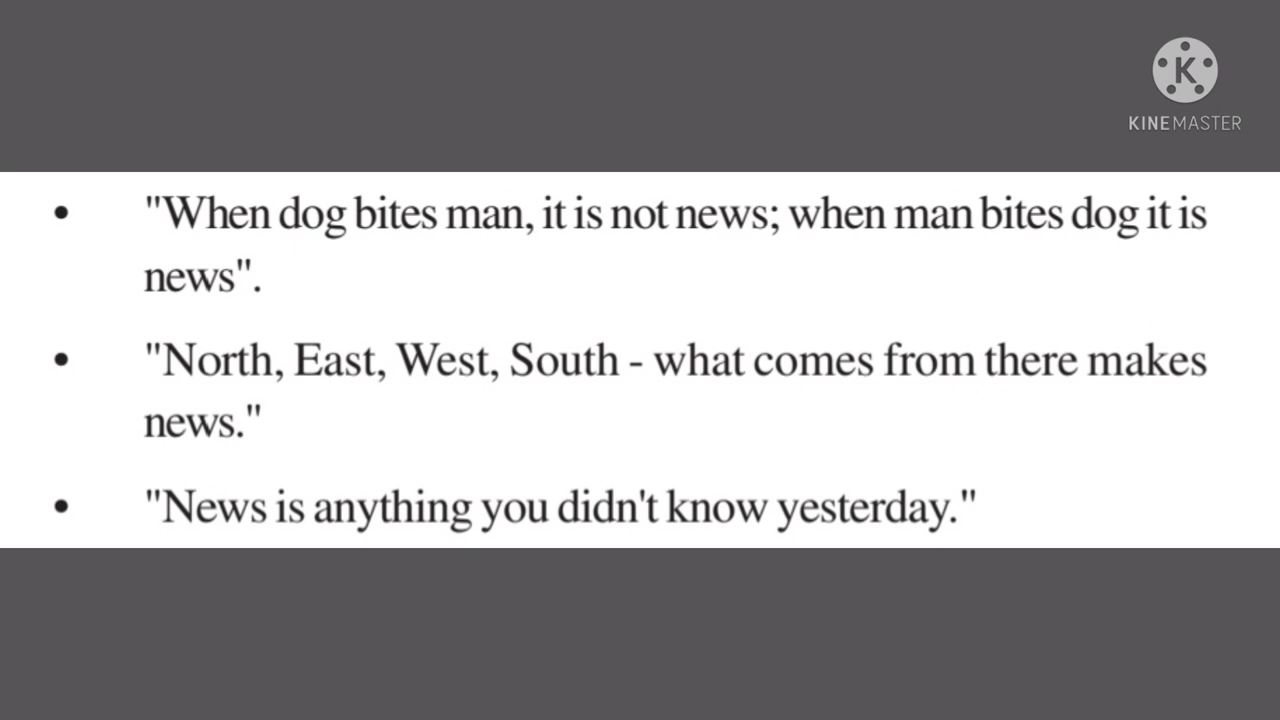 KINEMASTER
• "When dog bites man, it is not news; when man bites dog it is
news".
• "North, East, West, South - what comes from there makes
news."
• "News is anything you didn't know yesterday."